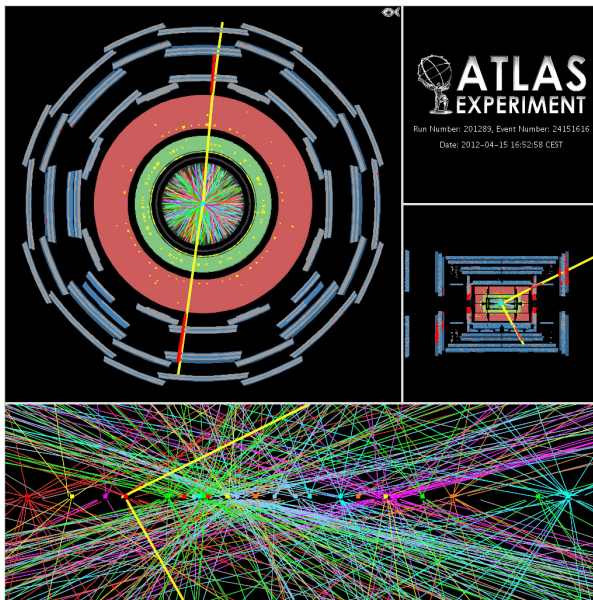 ATLAS
EXPERIMENT
Run Number: 201289, Event Number: 24151616
Date: 2012-04-15 16:52:58 CEST